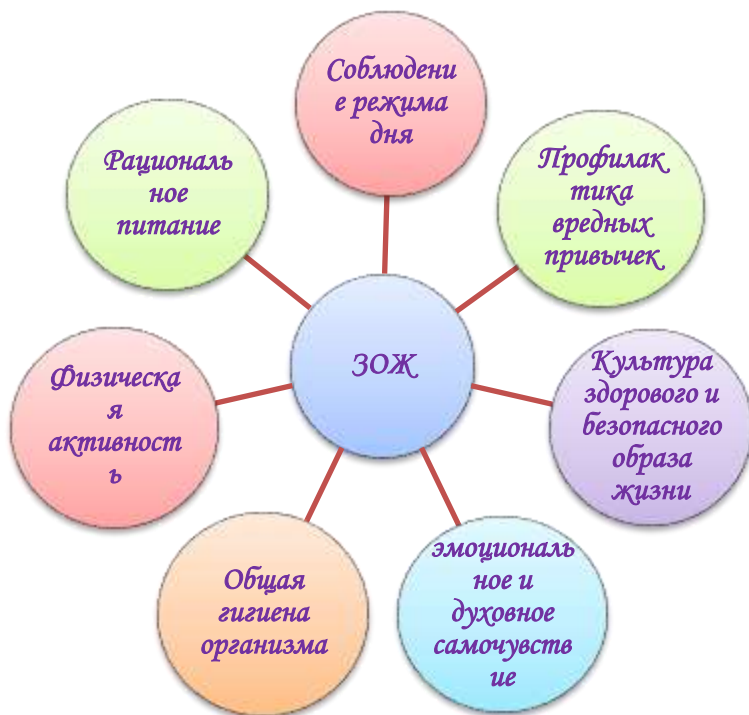 Соблюдени
е режима
дня
Профилак
тика
вредных
привычек
Культура
здорового и
безопасного
образа
жизни
эмоциональ
ное и
духовное
самочувств
ие
Общая
гигиена
организма
Физическа
я
активност
ь
Рациональ
ное
питание
ЗОЖ